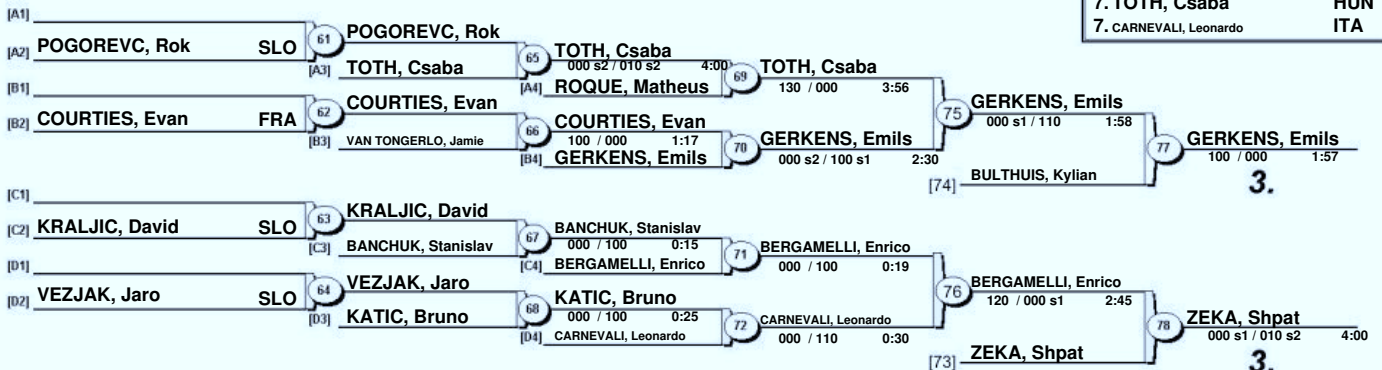 7. TOTH, Csaba HUN
7. CARNEVALI, Leonardo ITA
[A1]
[A2] POGOREVC, Rok SLO
61 POGOREVC, Rok
[A3] TOTH, Csaba
65 TOTH, Csaba
000 s2 / 010 s2 4:00
[A4] ROQUE, Matheus
69 TOTH, Csaba
130 / 000 3:56
[B1]
[B2] COURTIES, Evan FRA
62 COURTIES, Evan
[B3] VAN TONGERLO, Jamie
66 COURTIES, Evan
100 / 000 1:17
[B4] GERKENS, Emils
70 GERKENS, Emils
000 s2 / 100 s1 2:30
75 GERKENS, Emils
000 s1 / 110 1:58
[74] BULTHUIS, Kylian
77 GERKENS, Emils
100 / 000 1:57
3.
[C1]
[C2] KRALJIC, David SLO
63 KRALJIC, David
[C3] BANCHUK, Stanislav
67 BANCHUK, Stanislav
000 / 100 0:15
[C4] BERGAMELLI, Enrico
71 BERGAMELLI, Enrico
000 / 100 0:19
[D1]
[D2] VEZJAK, Jaro SLO
64 VEZJAK, Jaro
[D3] KATIC, Bruno
68 KATIC, Bruno
000 / 100 0:25
[D4] CARNEVALI, Leonardo
72 CARNEVALI, Leonardo
000 / 110 0:30
76 BERGAMELLI, Enrico
120 / 000 s1 2:45
[73] ZEKA, Shpat
78 ZEKA, Shpat
000 s1 / 010 s2 4:00
3.